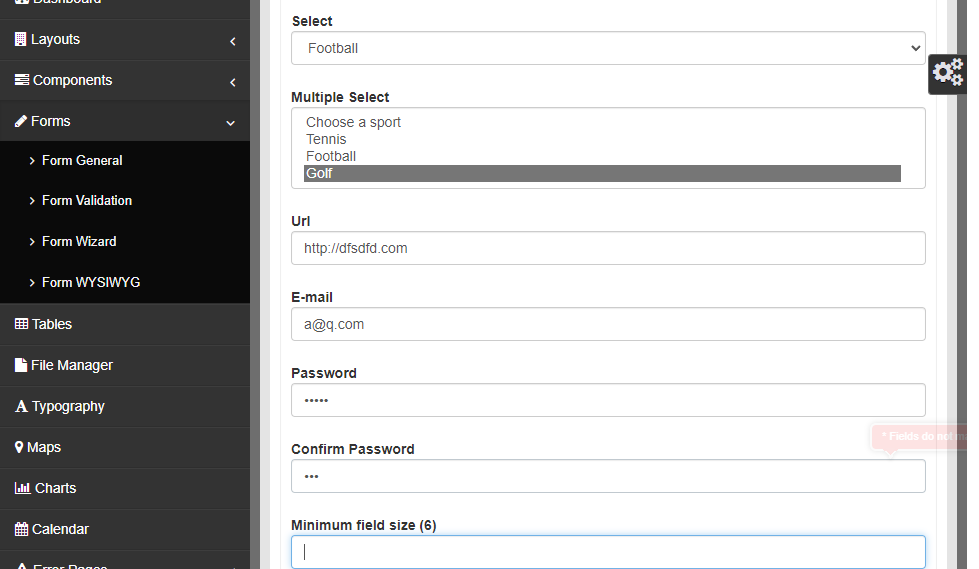 Dashboard
Layouts
Components
Forms
Form General
Form Validation
Form Wizard
Form WYSIWYG
Tables
File Manager
Typography
Maps
Charts
Calendar
Error Pages
Select
Football
Multiple Select
Choose a sport
Tennis
Football
Golf
Url
http://dfsdfd.com
E-mail
a@q.com
Password
•••••
Confirm Password
•••
* Fields do not
Minimum field size (6)